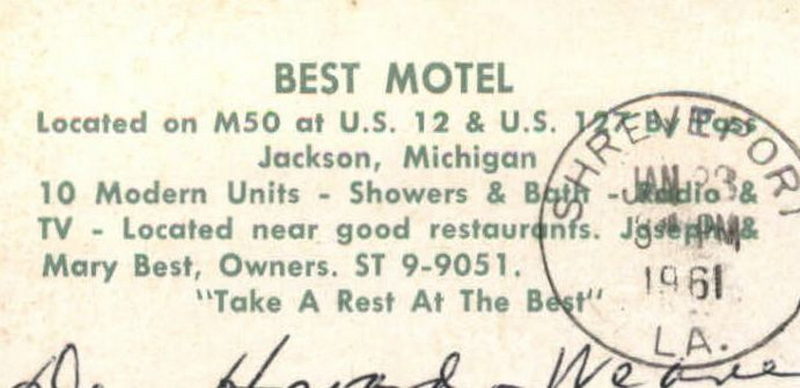 BEST MOTEL
Located on M50 at U.S. 12 & U.S. 127 By Pass
Jackson, Michigan
10 Modern Units - Showers & Bath - Radio &
TV - Located near good restaurants. Joseph &
Mary Best, Owners. ST 9-9051.
"Take A Rest At The Best"
SHREVEPORT
JAN 23
PM
1961
LA.